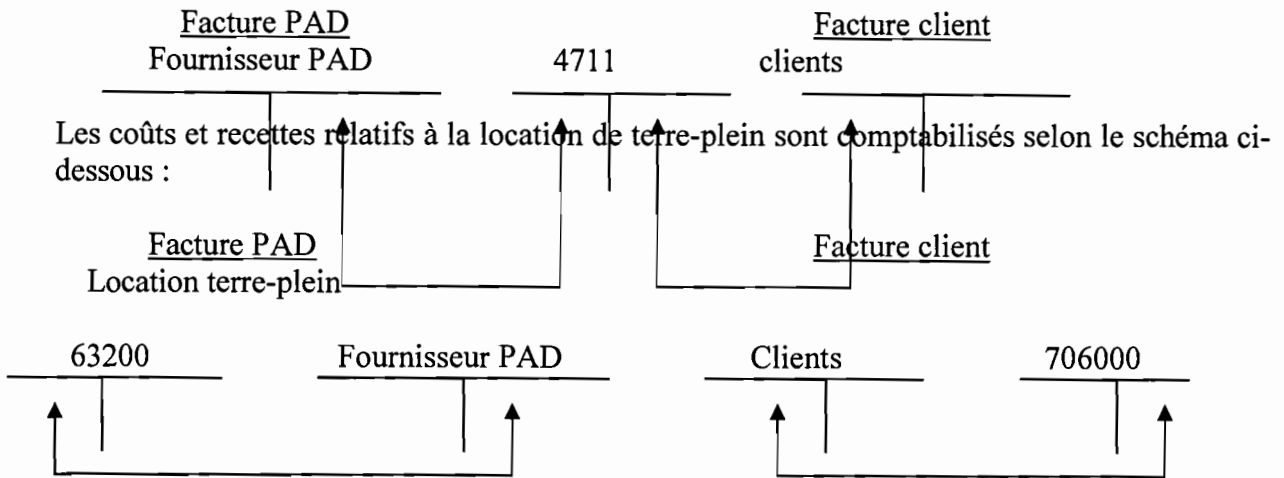 Facture PAD Facture client
Fournisseur PAD 4711 clients
Les coûts et recettes relatifs à la location de terre-plein sont comptabilisés selon le schéma ci-
dessous :
Facture PAD Facture client
Location terre-plein
63200 Fournisseur PAD Clients 706000